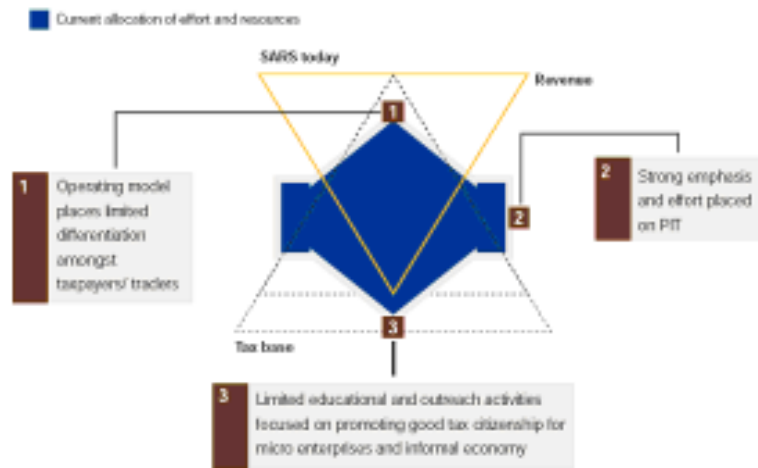 Current allocation of effort and resources
SARS today
Revenue
1
1
Operating model
places limited
differentiation
amongst
taxpayers/ traders
2
2
Strong emphasis
and effort placed
on PIT
3
Tax base
3
Limited educational and outreach activities
focused on promoting good tax citizenship for
micro enterprises and informal economy